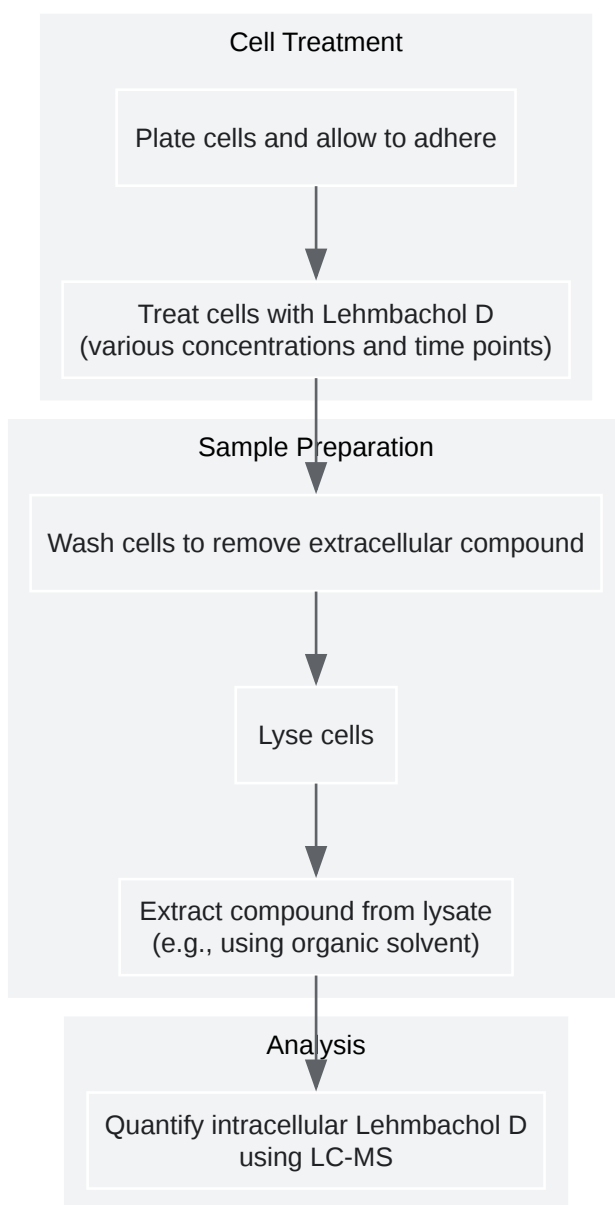 Cell Treatment
Plate cells and allow to adhere
Treat cells with Lehmbachol D
(various concentrations and time points)
Sample Preparation
Wash cells to remove extracellular compound
Lyse cells
Extract compound from lysate
(e.g., using organic solvent)
Analysis
Quantify intracellular Lehmbachol D
using LC-MS